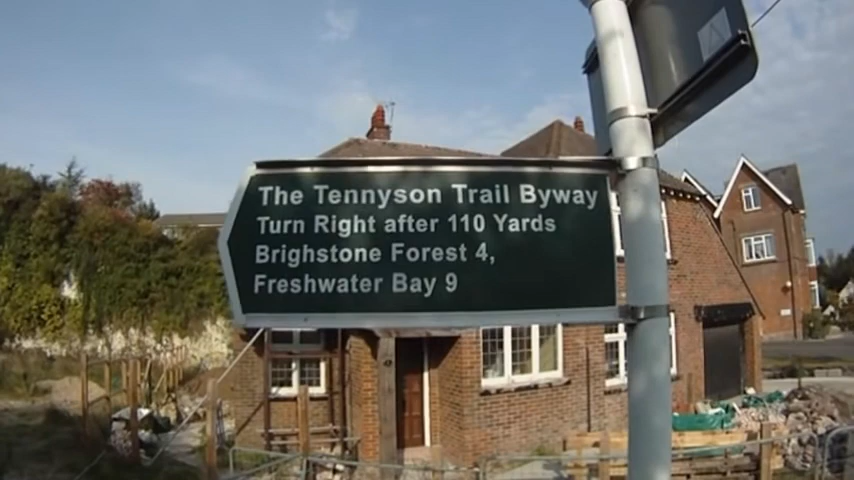 The Tennyson Trail Byway
Turn Right after 110 Yards
Brighstone Forest 4,
Freshwater Bay 9